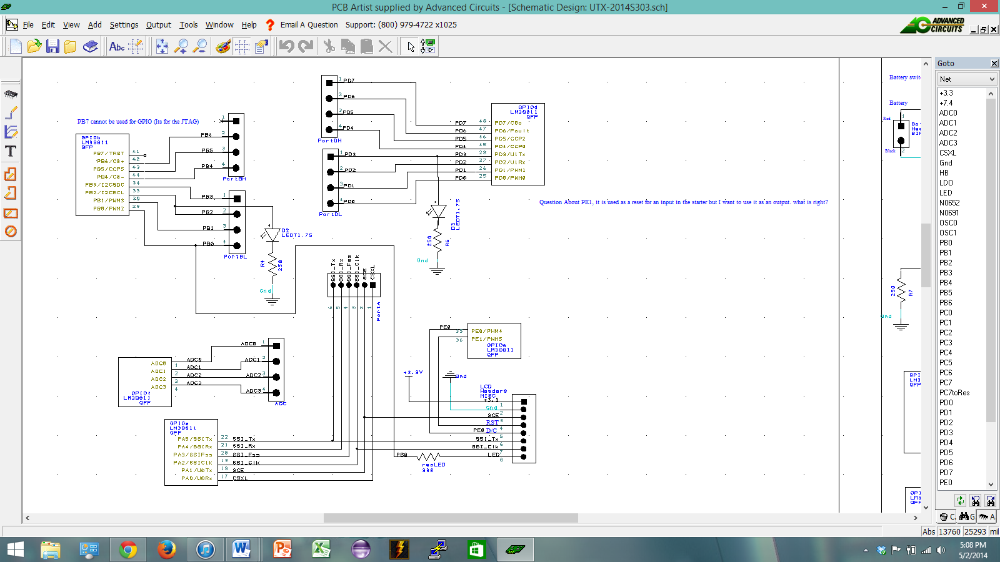 PCB Artist supplied by Advanced Circuits - [Schematic Design: UTX-2014S303.sch]
File Edit View Add Settings Output Tools Window Help Email A Question Support: (800) 979-4722 x1025
ADVANCED
CIRCUITS
Abc
Goto
Net
+3.3
+7.4
ADC0
ADC1
ADC2
ADC3
CSXL
Gnd
HB
LDO
LED
N0652
N0691
OSC0
OSC1
PB0
PB1
PB2
PB3
PB4
PB5
PB6
PC0
PC1
PC2
PC3
PC4
PC5
PC6
PC7
PC7toRes
PD0
PD1
PD2
PD3
PD4
PD5
PD6
PD7
PE0
C. G. A.
PB7 cannot be used for GPIO (Its for the JTAG)
GPIOb
LM3S811
QFP
PB7/TRST 41
PB6/C0+ 42
PB5/CCP5 43
PB4/C0- 44
PB3/I2CSDC 34
PB2/I2CBCL 33
PB1/PWM3 30
PB0/PWM2 29
1
PB6 2
PB5 3
PB4 4
PortBH
PB3 1
PB2 2
PB1 3
PB0 4
PortBL
D2
LEDT1.75
R4
250
Gnd
1 PD7
2 PD6
3 PD5
4 PD4
PortDH
1 PD3
2 PD2
3 PD1
4 PD0
PortDL
GPIOd
LM3S811
QFP
PD7 48 PD7/C0o
PD6 47 PD6/Fault
PD5 46 PD5/CCP2
PD4 45 PD4/CCP0
PD3 28 PD3/U1Tx
PD2 27 PD2/U1Rx
PD1 26 PD1/PWM1
PD0 25 PD0/PWM0
D3
LEDT1.75
250
R6
Gnd
Question About PE1, it is used as a reset for an input in the starter but I want to use it as an output. what is right?
Battery
Red
1
Black
2
250
R7
Gnd
SSI_Tx
SSI_Rx
SSI_Fss
SSI_Clk
SCE
CSXL
6 5 4 3 2 1
PortA
PE0 35 PE0/PWM4
36 PE1/PWM5
GPIOe
LM3S811
QFP
ADC0 1
ADC1 2
ADC2 3
ADC3 4
ADC
ADC0 ADC0
ADC1 1 ADC1
ADC2 2 ADC2
ADC3 3 ADC3
4
GPIOf
LM3S811
QFP
GPIOa
LM3S811
QFP
PA5/SSITx 22 SSI_Tx
PA4/SSIRx 21 SSI_Rx
PA3/SSIFss 20 SSI_Fss
PA2/SSIClk 19 SSI_Clk
PA1/U0Tx 18 SCE
PA0/U0Rx 17 CSXL
+3.3V
Gnd
LCD
Header8
MISC
+3.3 1
Gnd 2
SCE 3
RST 4
PE0 D/C 5
SSI_Tx 6
SSI_Clk 7
LED 8
PB0
resLED
330
Abs 13760 25293 mil
5:08 PM
5/2/2014